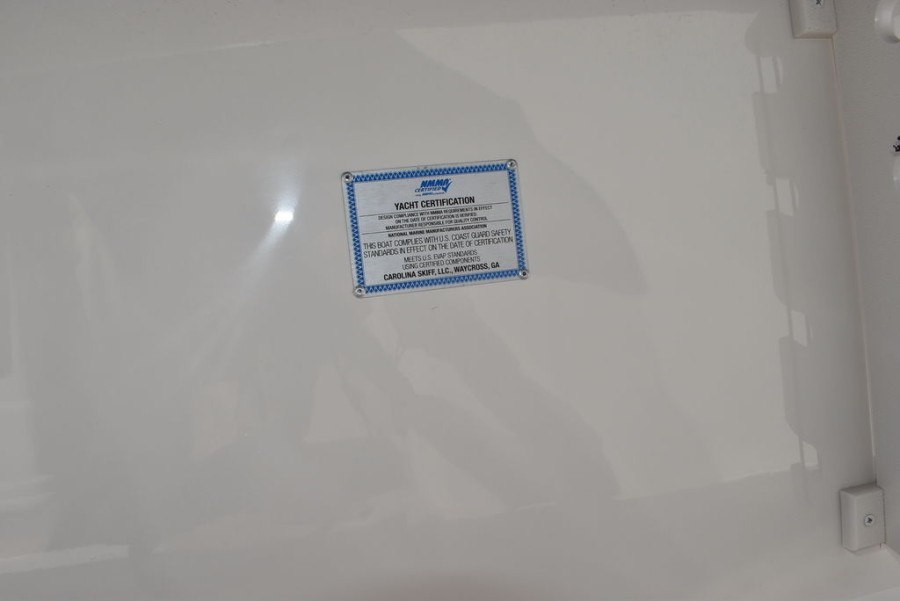 NMMA
CERTIFIED
YACHT CERTIFICATION
DESIGN COMPLIANCE WITH NMMA REQUIREMENTS IN EFFECT
ON THE DATE OF CERTIFICATION IS VERIFIED.
MANUFACTURER RESPONSIBLE FOR QUALITY CONTROL.
NATIONAL MARINE MANUFACTURERS ASSOCIATION
THIS BOAT COMPLIES WITH U.S. COAST GUARD SAFETY
STANDARDS IN EFFECT ON THE DATE OF CERTIFICATION
MEETS U.S. EVAP STANDARDS
USING CERTIFIED COMPONENTS
CAROLINA SKIFF, LLC., WAYCROSS, GA